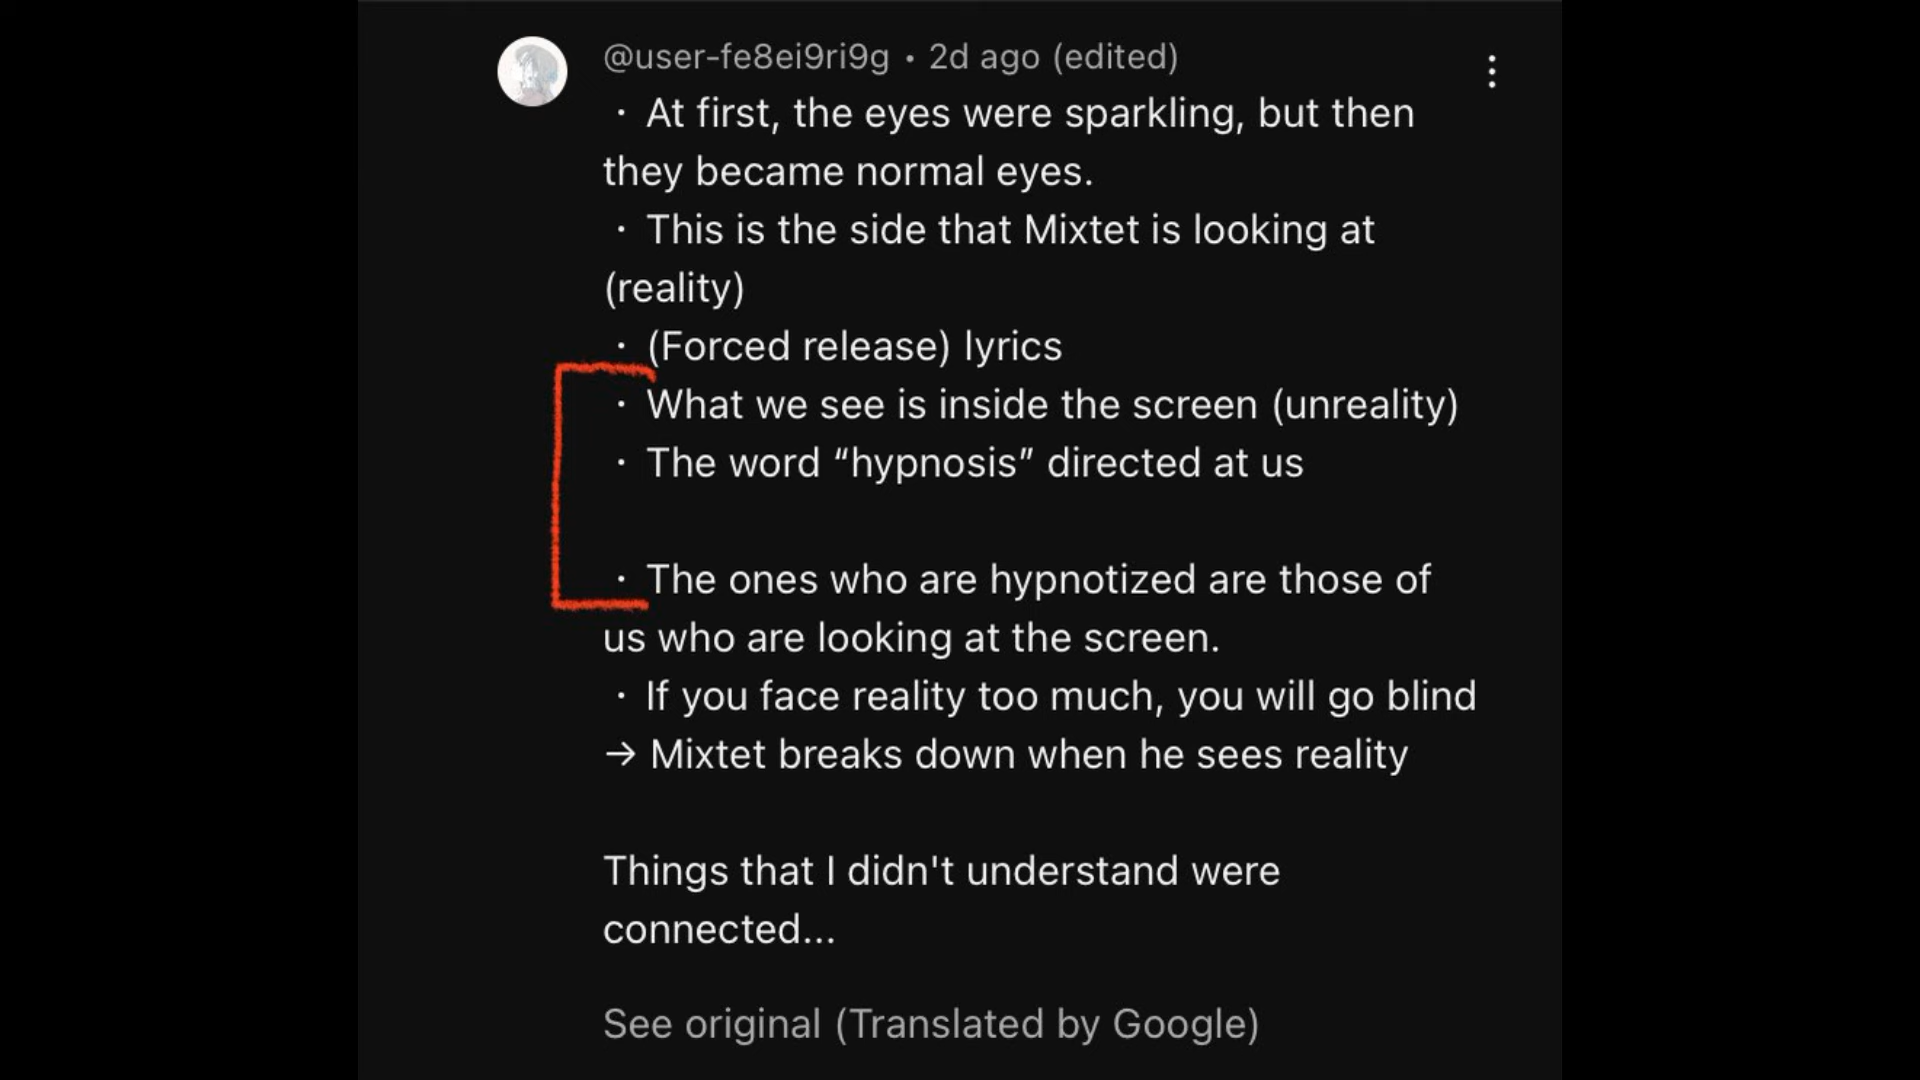 @user-fe8ei9ri9g • 2d ago (edited)
・At first, the eyes were sparkling, but then
they became normal eyes.
・This is the side that Mixtet is looking at
(reality)
・(Forced release) lyrics
・What we see is inside the screen (unreality)
・The word “hypnosis” directed at us
・The ones who are hypnotized are those of
us who are looking at the screen.
・If you face reality too much, you will go blind
→ Mixtet breaks down when he sees reality
Things that I didn't understand were
connected...
See original (Translated by Google)